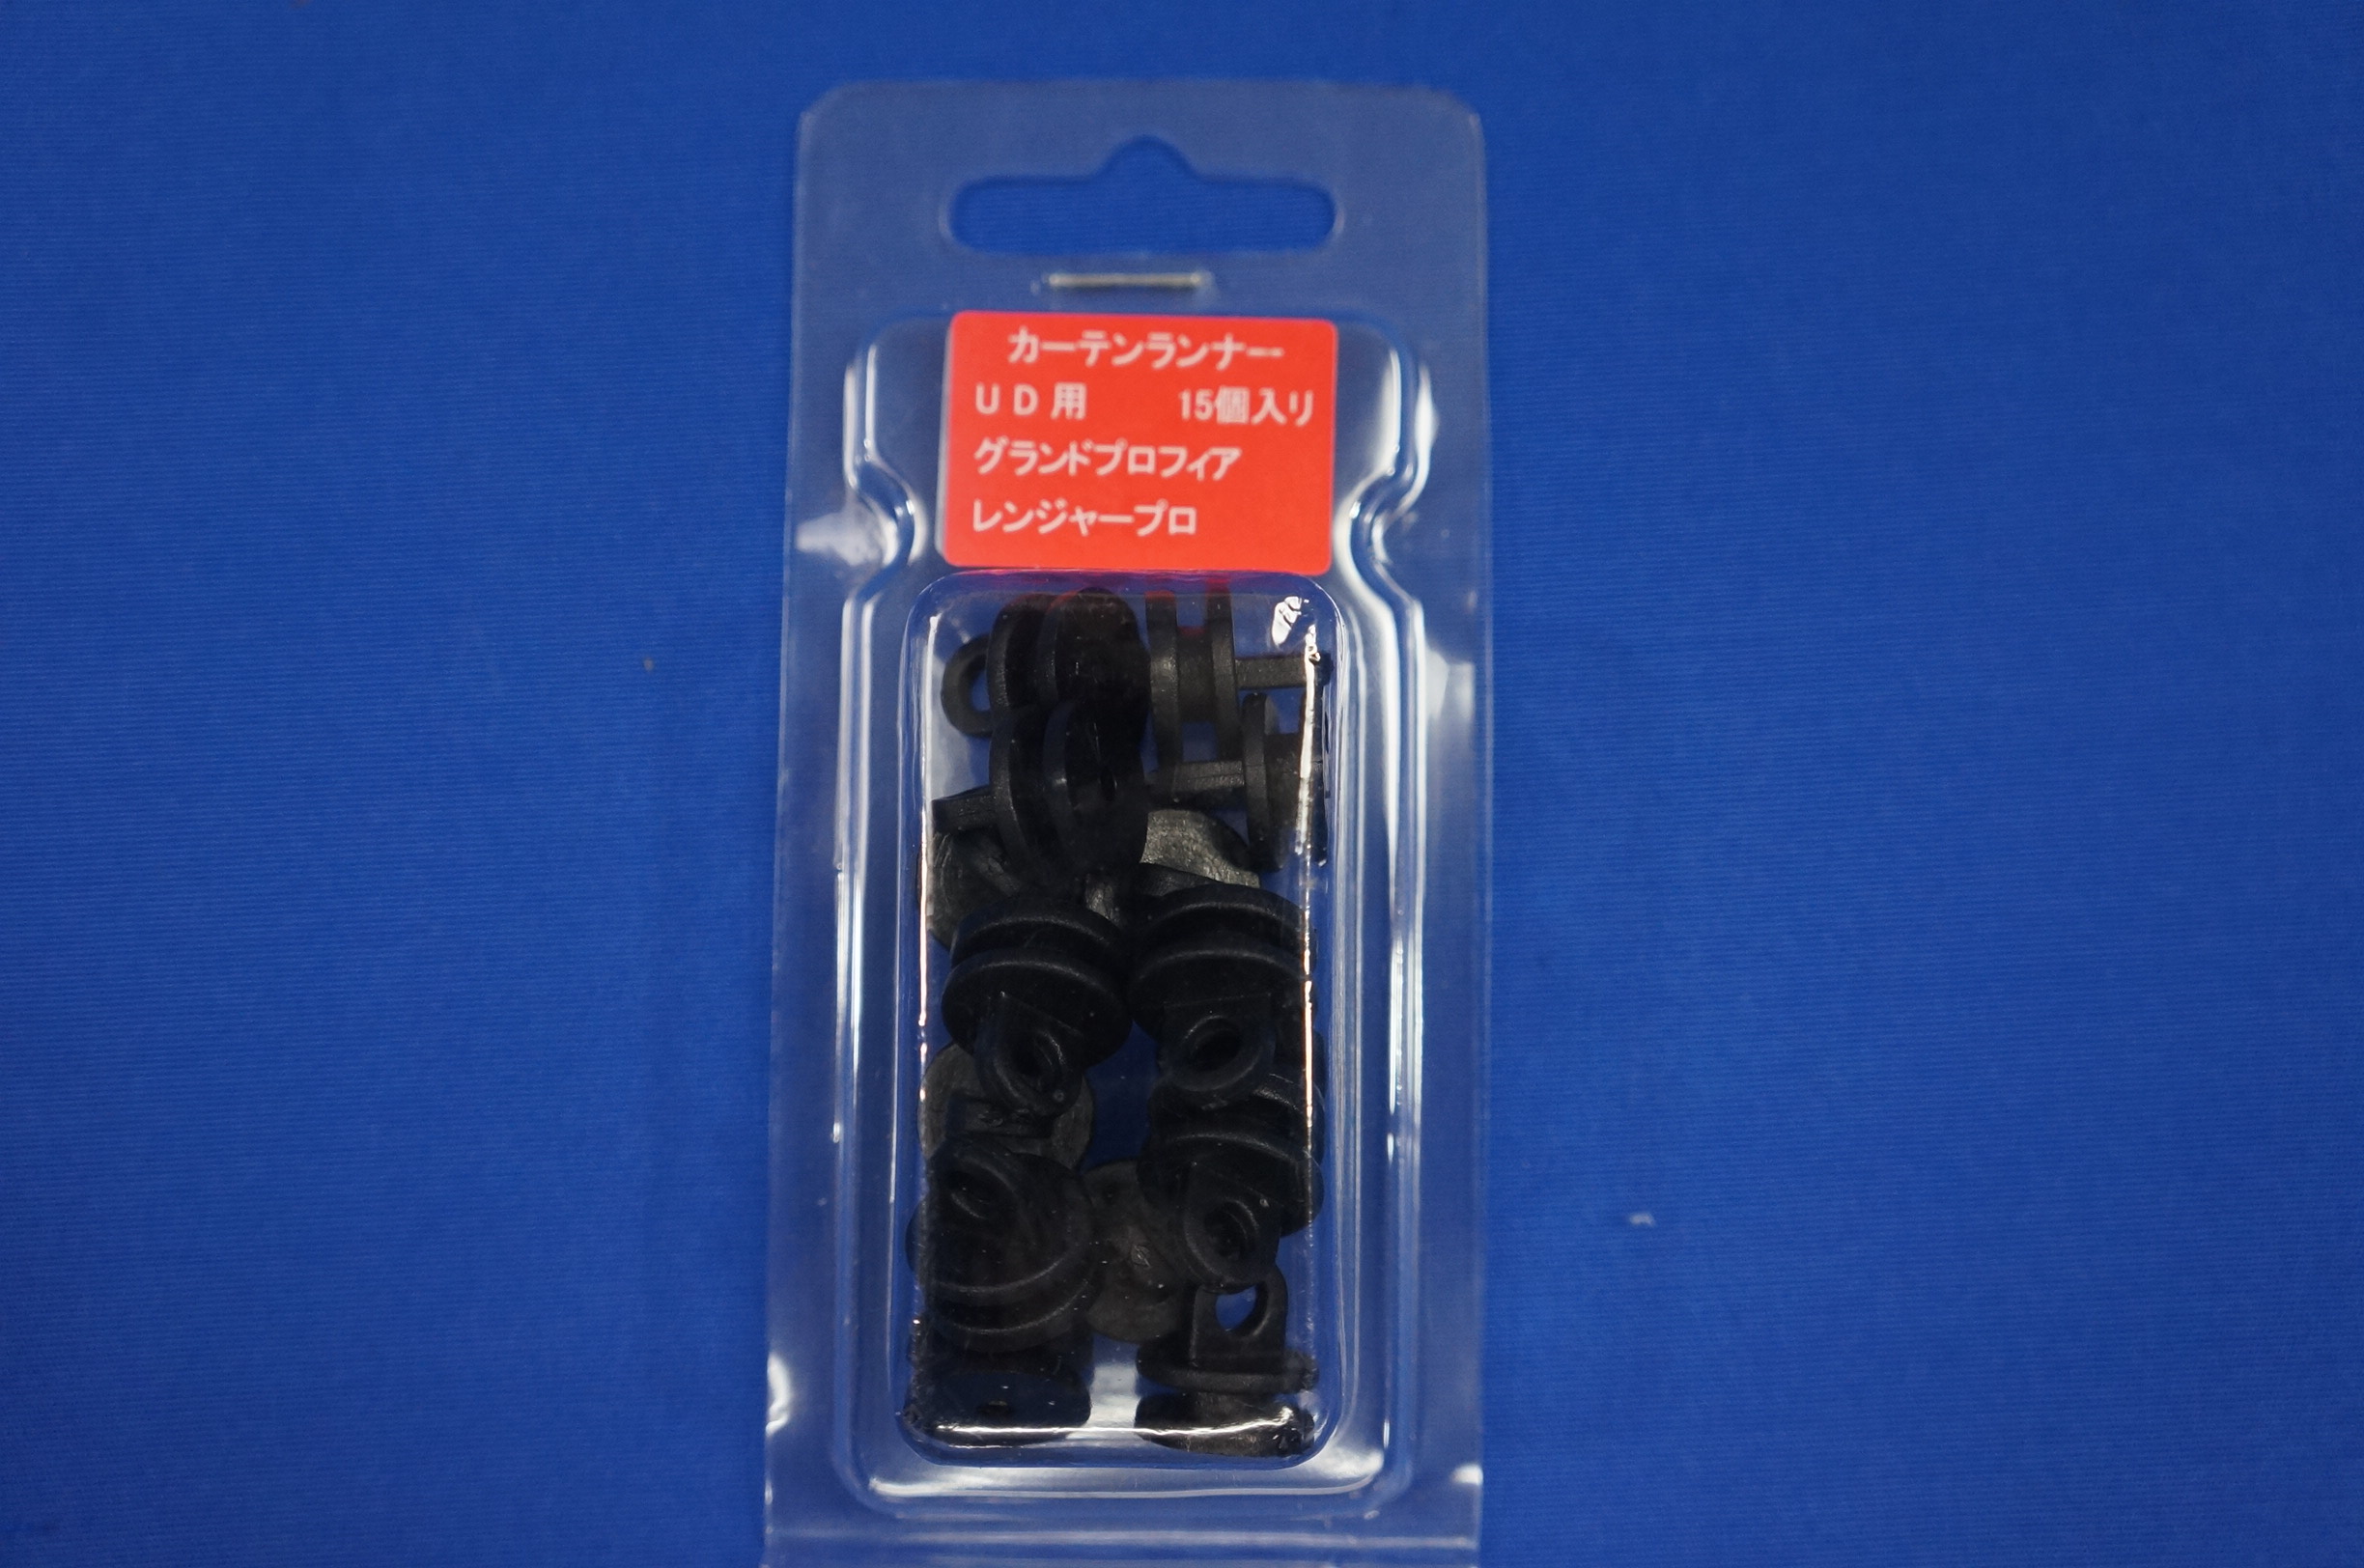 カーテンランナー
ＵＤ用　　15個入リ
グランドプロフィア
レンジャープロ